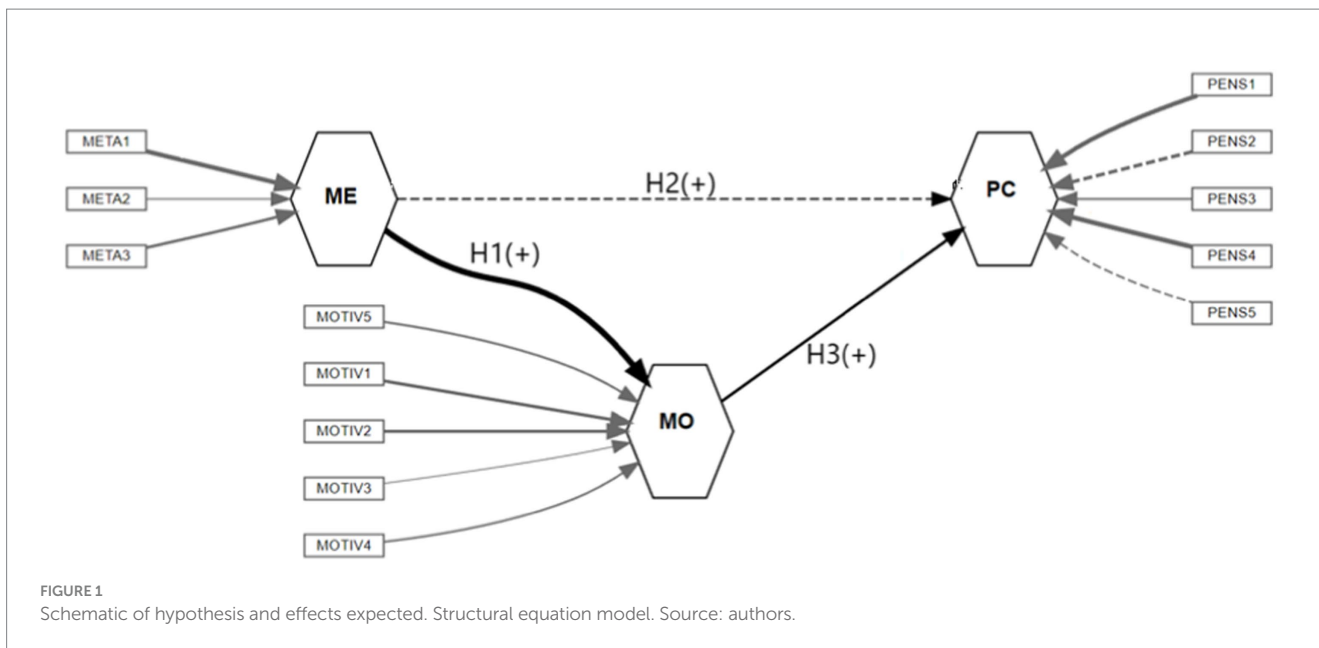 META1
META2
META3
ME
H2(+)
H1(+)
PC
PENS1
PENS2
PENS3
PENS4
PENS5
MOTIV5
MOTIV1
MOTIV2
MOTIV3
MOTIV4
MO
H3(+)
FIGURE 1
Schematic of hypothesis and effects expected. Structural equation model. Source: authors.